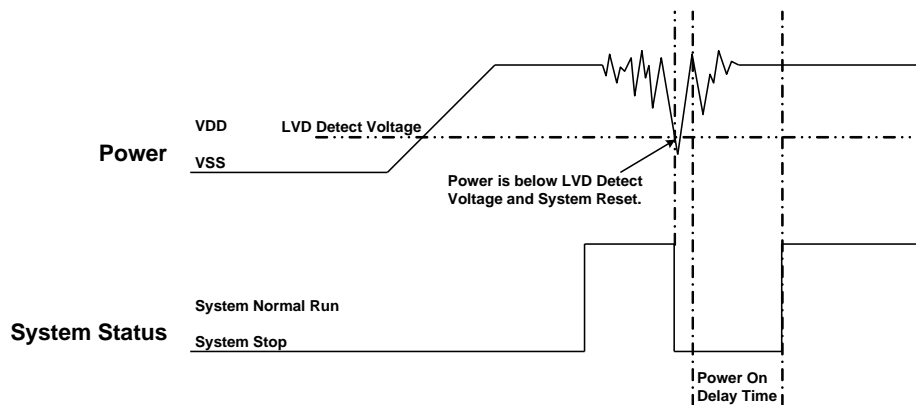 VDD
LVD Detect Voltage
Power
VSS
Power is below LVD Detect
Voltage and System Reset.
System Normal Run
System Status
System Stop
Power On
Delay Time